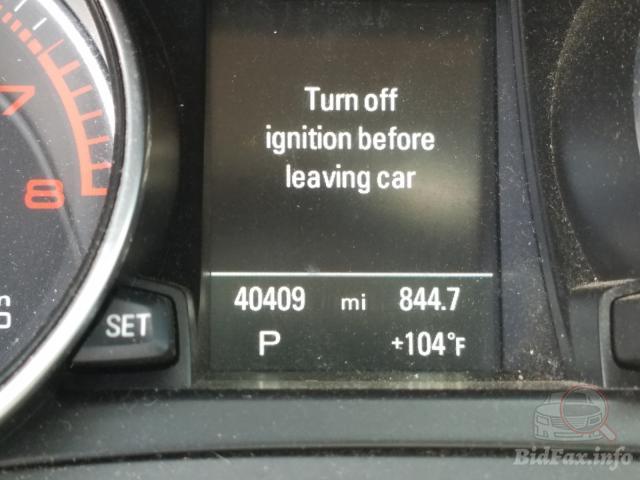 Turn off
ignition before
leaving car
7
8
40409 mi 844.7
SET
P +104°F
BidFax.info